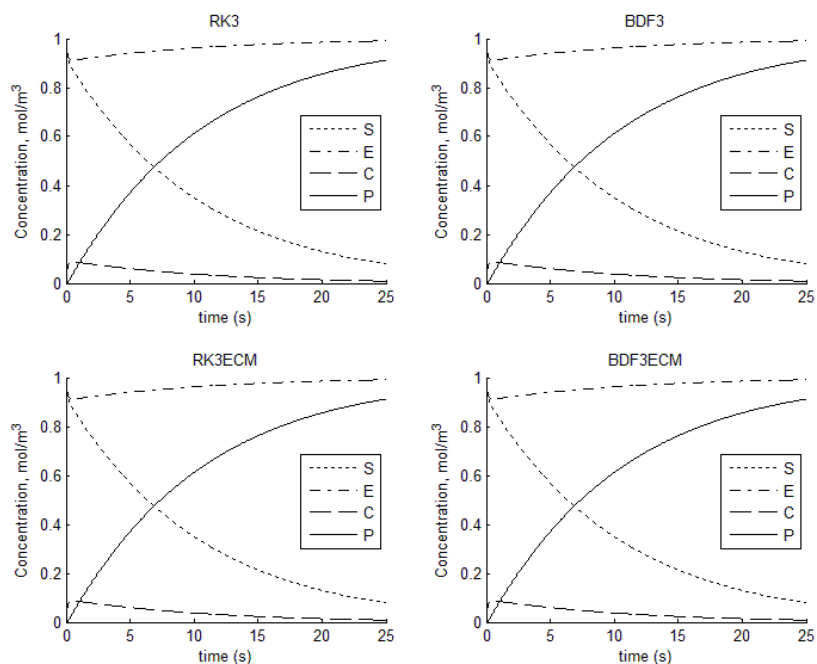 RK3
Concentration, mol/m³
1
0.8
0.6
0.4
0.2
0
0 5 10 15 20 25
time (s)
S
E
C
P
BDF3
Concentration, mol/m³
1
0.8
0.6
0.4
0.2
0
0 5 10 15 20 25
time (s)
S
E
C
P
RK3ECM
Concentration, mol/m³
1
0.8
0.6
0.4
0.2
0
0 5 10 15 20 25
time (s)
S
E
C
P
BDF3ECM
Concentration, mol/m³
1
0.8
0.6
0.4
0.2
0
0 5 10 15 20 25
time (s)
S
E
C
P